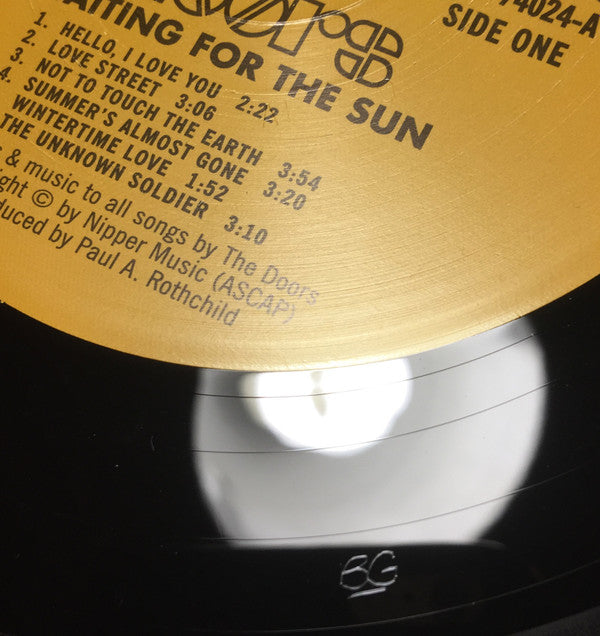 74024-A
SIDE ONE
AITING FOR THE SUN
1. HELLO, I LOVE YOU 2:22
2. LOVE STREET 3:06
3. NOT TO TOUCH THE EARTH 3:54
4. SUMMER'S ALMOST GONE 3:20
WINTERTIME LOVE 1:52
THE UNKNOWN SOLDIER 3:10
& music to all songs by The Doors
ght © by Nipper Music (ASCAP)
duced by Paul A. Rothchild
BG